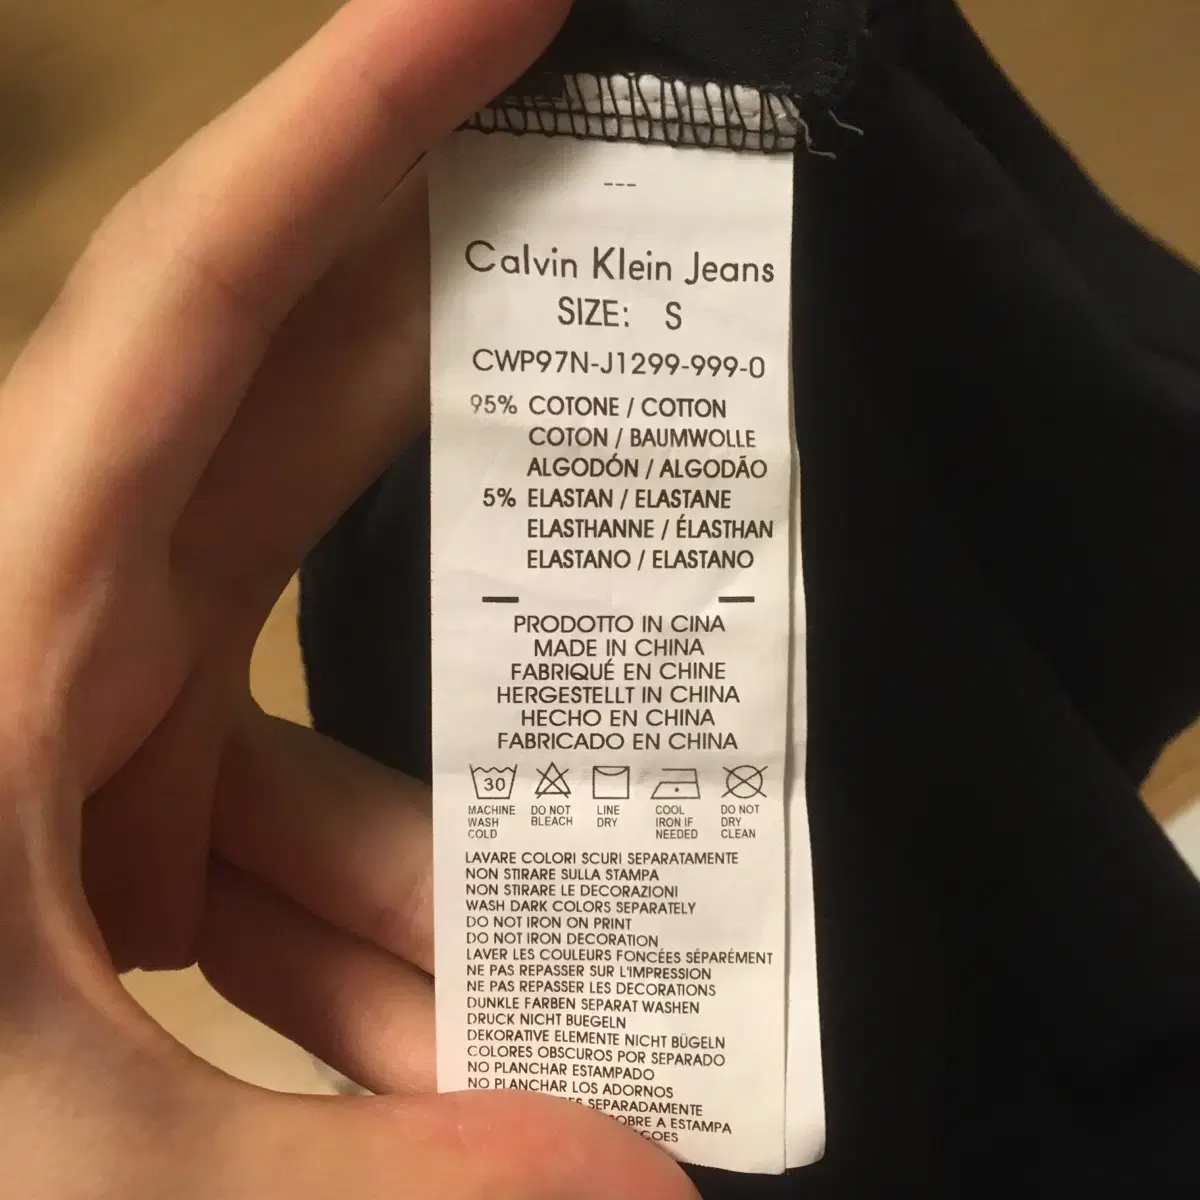 ---
Calvin Klein Jeans
SIZE: S
CWP97N-J1299-999-0
95% COTONE / COTTON
COTON / BAUMWOLLE
ALGODÓN / ALGODÃO
5% ELASTAN / ELASTANE
ELASTHANNE / ÉLASTHAN
ELASTANO / ELASTANO
PRODOTTO IN CINA
MADE IN CHINA
FABRIQUÉ EN CHINE
HERGESTELLT IN CHINA
HECHO EN CHINA
FABRICADO EN CHINA
30
MACHINE WASH COLD
DO NOT BLEACH
LINE DRY
COOL IRON IF NEEDED
DO NOT DRY CLEAN
LAVARE COLORI SCURI SEPARATAMENTE
NON STIRARE SULLA STAMPA
NON STIRARE LE DECORAZIONI
WASH DARK COLORS SEPARATELY
DO NOT IRON ON PRINT
DO NOT IRON DECORATION
LAVER LES COULEURS FONCÉES SÉPARÉMENT
NE PAS REPASSER SUR L'IMPRESSION
NE PAS REPASSER LES DECORATIONS
DUNKLE FARBEN SEPARAT WASHEN
DRUCK NICHT BUEGELN
DEKORATIVE ELEMENTE NICHT BÜGELN
COLORES OBSCUROS POR SEPARADO
NO PLANCHAR ESTAMPADO
NO PLANCHAR LOS ADORNOS
SEPARADAMENTE
A ESTAMPA